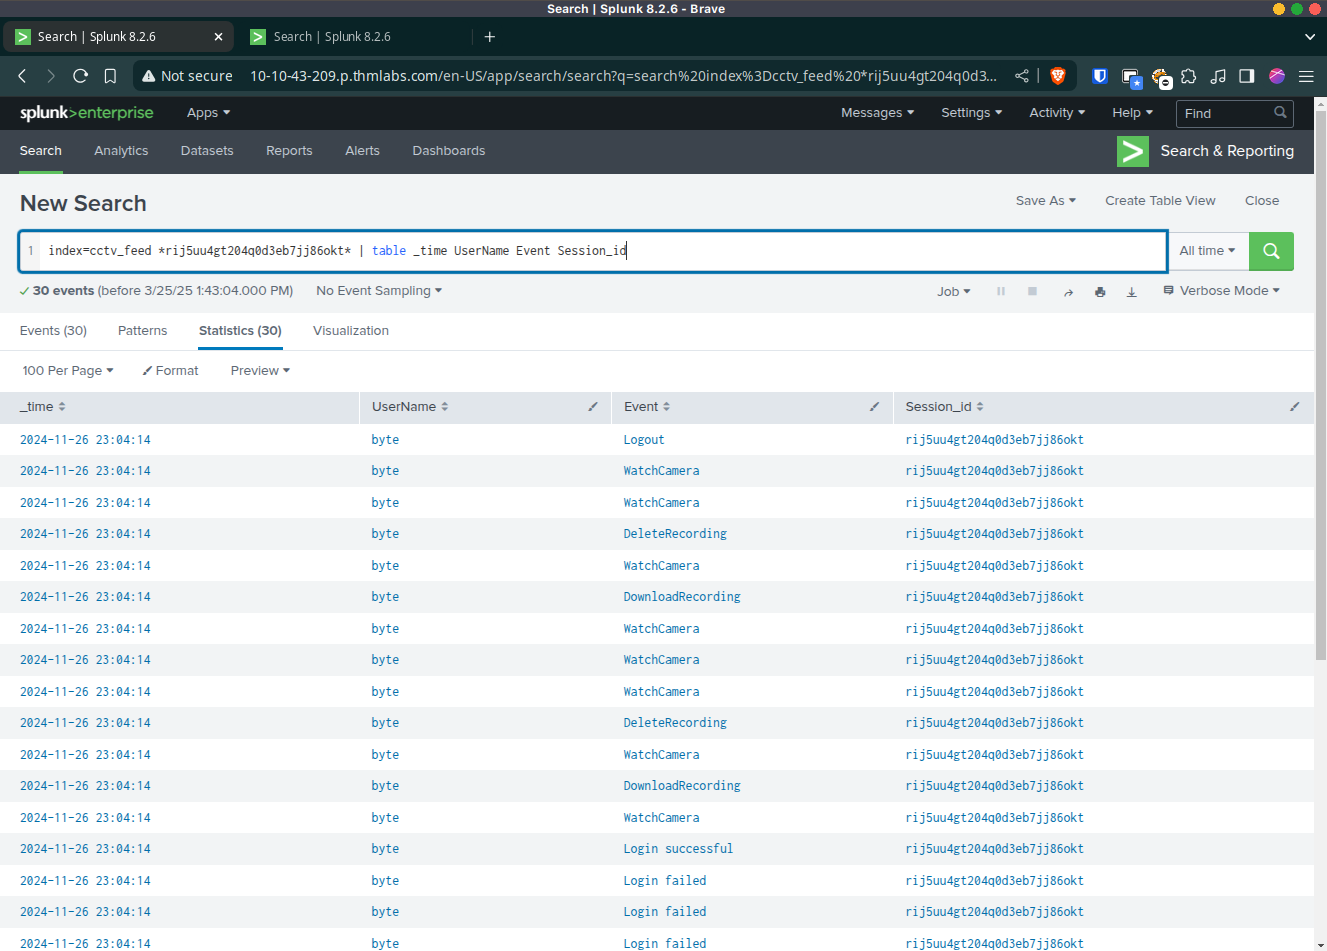 Search | Splunk 8.2.6 - Brave
Search | Splunk 8.2.6
Search | Splunk 8.2.6
Not secure 10-10-43-209.p.thmlabs.com/en-US/app/search/search?q=search%20index%3Dcctv_feed%20*rij5uu4gt204q0d3...
splunk>enterprise Apps Messages Settings Activity Help Find
Search Analytics Datasets Reports Alerts Dashboards Search & Reporting
New Search Save As Create Table View Close
1 index=cctv_feed *rij5uu4gt204q0d3eb7jj86okt* | table _time UserName Event Session_id All time
30 events (before 3/25/25 1:43:04.000 PM) No Event Sampling Job Verbose Mode
Events (30) Patterns Statistics (30) Visualization
100 Per Page Format Preview
_time UserName Event Session_id
2024-11-26 23:04:14 byte Logout rij5uu4gt204q0d3eb7jj86okt
2024-11-26 23:04:14 byte WatchCamera rij5uu4gt204q0d3eb7jj86okt
2024-11-26 23:04:14 byte WatchCamera rij5uu4gt204q0d3eb7jj86okt
2024-11-26 23:04:14 byte DeleteRecording rij5uu4gt204q0d3eb7jj86okt
2024-11-26 23:04:14 byte WatchCamera rij5uu4gt204q0d3eb7jj86okt
2024-11-26 23:04:14 byte DownloadRecording rij5uu4gt204q0d3eb7jj86okt
2024-11-26 23:04:14 byte WatchCamera rij5uu4gt204q0d3eb7jj86okt
2024-11-26 23:04:14 byte WatchCamera rij5uu4gt204q0d3eb7jj86okt
2024-11-26 23:04:14 byte WatchCamera rij5uu4gt204q0d3eb7jj86okt
2024-11-26 23:04:14 byte DeleteRecording rij5uu4gt204q0d3eb7jj86okt
2024-11-26 23:04:14 byte WatchCamera rij5uu4gt204q0d3eb7jj86okt
2024-11-26 23:04:14 byte DownloadRecording rij5uu4gt204q0d3eb7jj86okt
2024-11-26 23:04:14 byte WatchCamera rij5uu4gt204q0d3eb7jj86okt
2024-11-26 23:04:14 byte Login successful rij5uu4gt204q0d3eb7jj86okt
2024-11-26 23:04:14 byte Login failed rij5uu4gt204q0d3eb7jj86okt
2024-11-26 23:04:14 byte Login failed rij5uu4gt204q0d3eb7jj86okt
2024-11-26 23:04:14 byte Login failed rij5uu4gt204q0d3eb7jj86okt